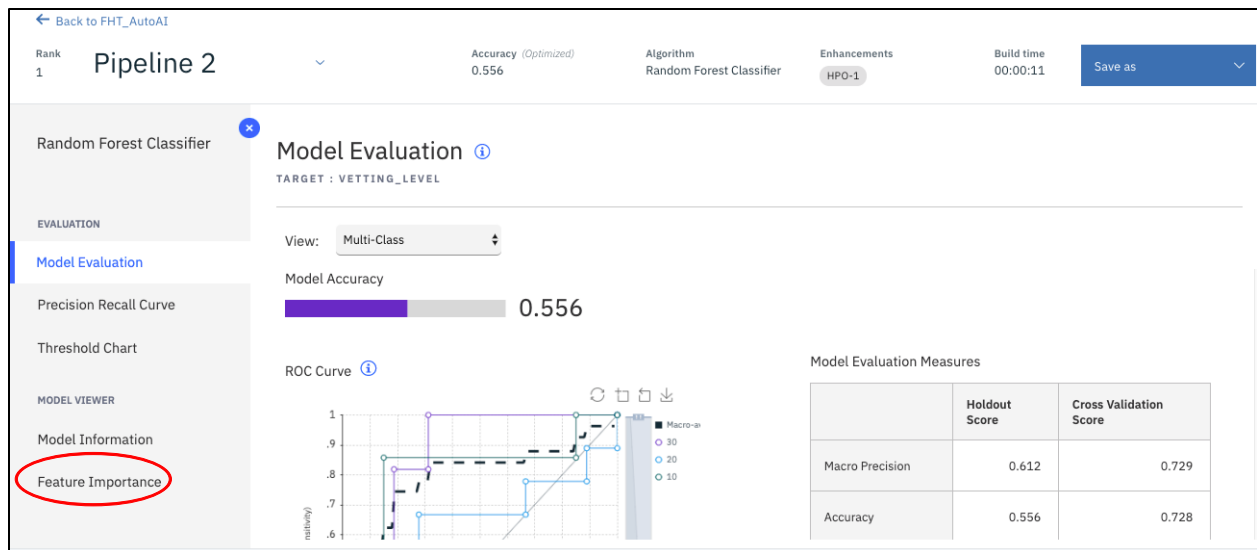 Back to FHT_AutoAI
Rank
1
Pipeline 2
Accuracy (Optimized)
0.556
Algorithm
Random Forest Classifier
Enhancements
HPO-1
Build time
00:00:11
Save as
Random Forest Classifier
EVALUATION
Model Evaluation
Precision Recall Curve
Threshold Chart
MODEL VIEWER
Model Information
Feature Importance
Model Evaluation
TARGET : VETTING_LEVEL
View: Multi-Class
Model Accuracy
0.556
ROC Curve
1
.9
.8
.7
.6
nsitivity)
Macro-a
30
20
10
Model Evaluation Measures
Holdout Score
Cross Validation Score
Macro Precision 0.612 0.729
Accuracy 0.556 0.728